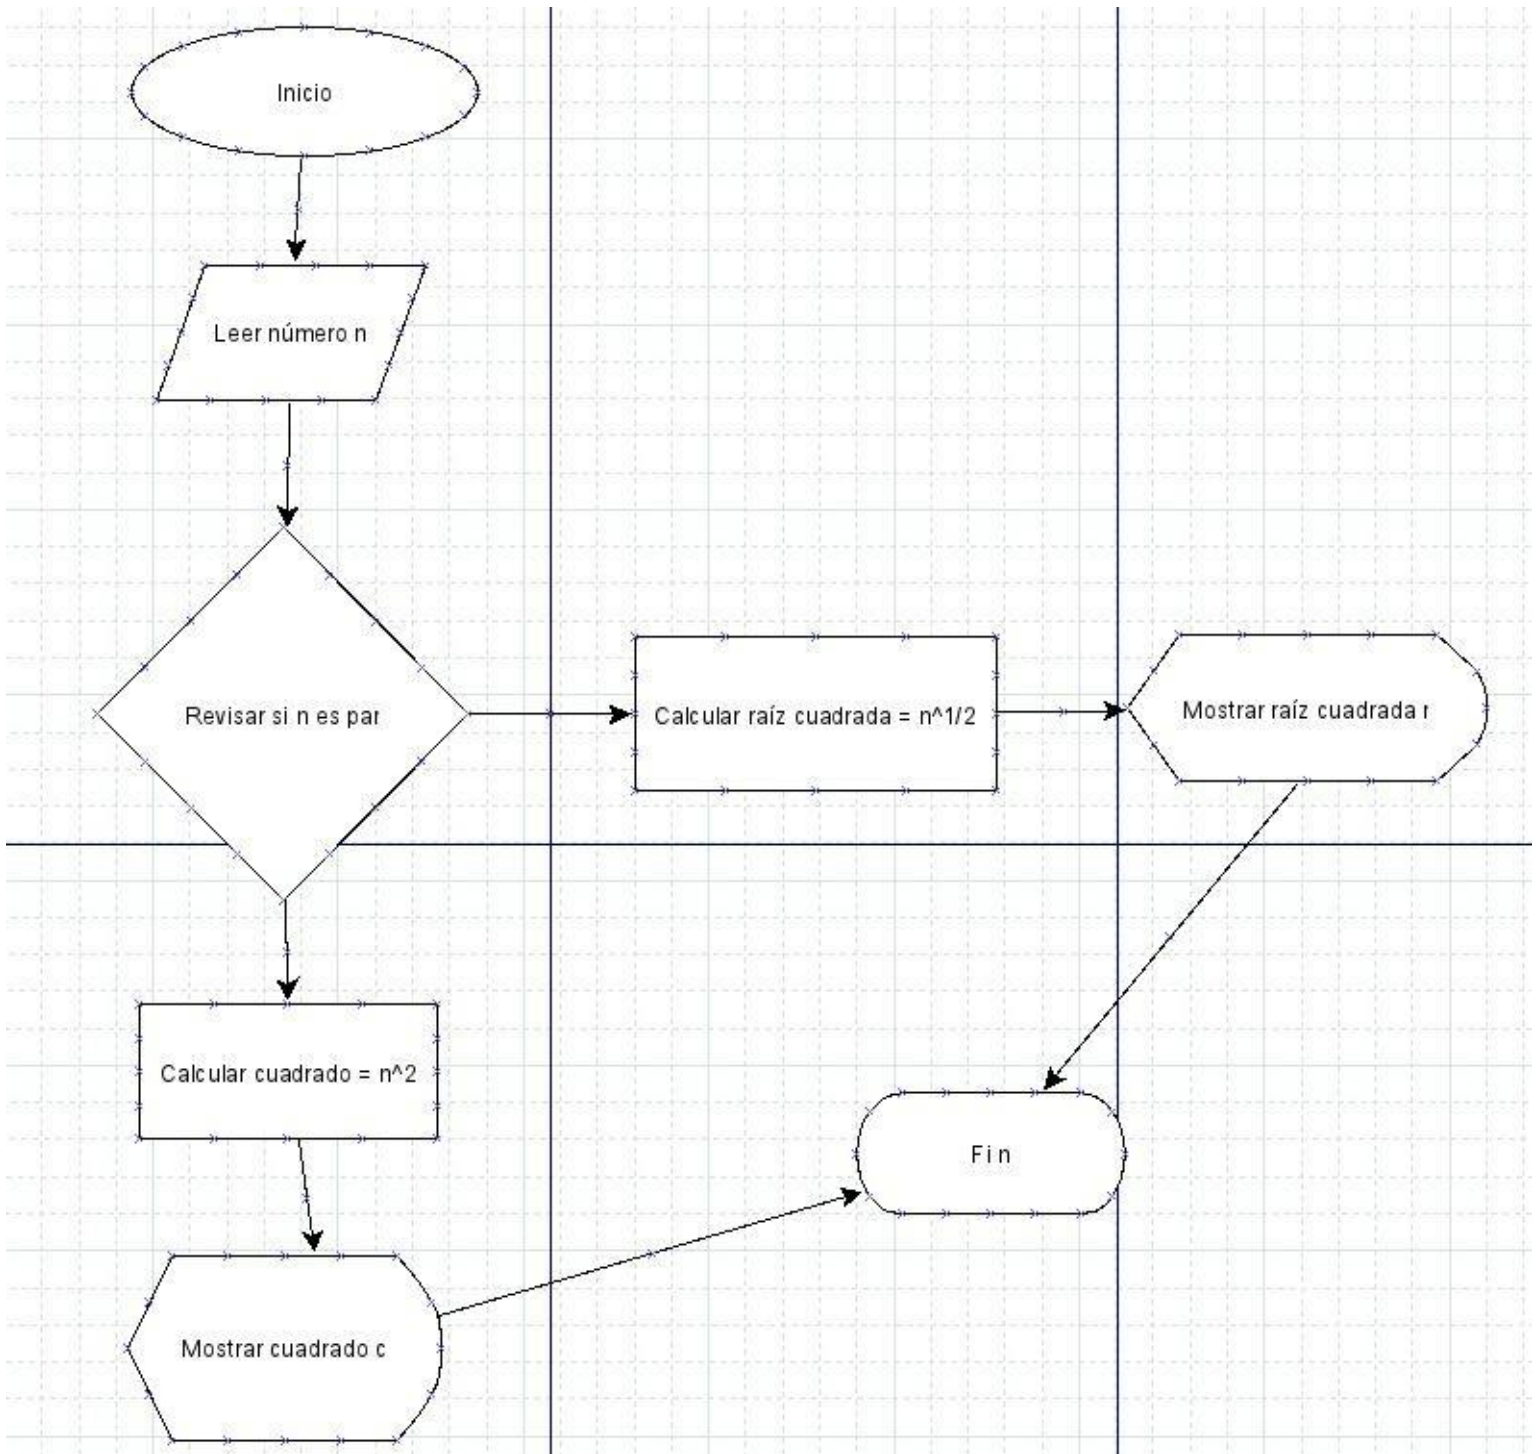 Inicio
Leer número n
Revisar si n es par
Calcular raíz cuadrada = n^1/2
Mostrar raíz cuadrada r
Calcular cuadrado = n^2
Fin
Mostrar cuadrado c